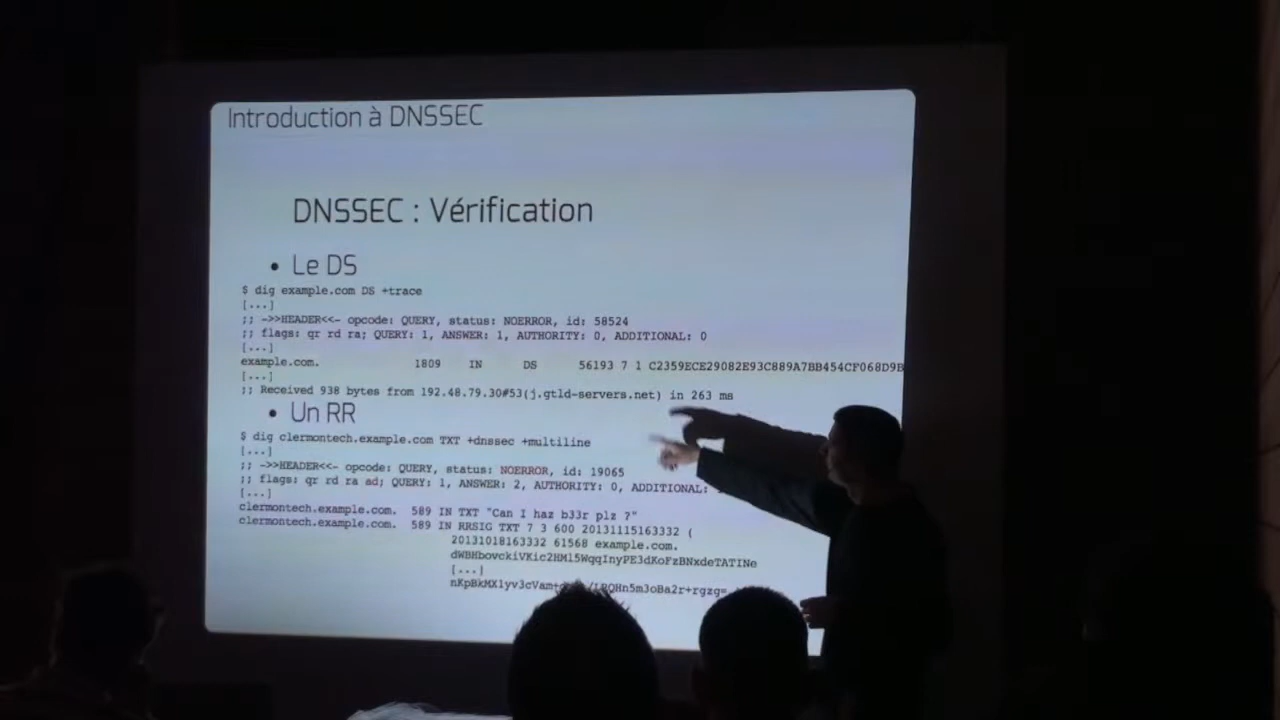 Introduction à DNSSEC
DNSSEC : Vérification
• Le DS
$ dig example.com DS +trace
[...]
;; ->>HEADER<<- opcode: QUERY, status: NOERROR, id: 58524
;; flags: qr rd ra; QUERY: 1, ANSWER: 1, AUTHORITY: 0, ADDITIONAL: 0
[...]
example.com. 1809 IN DS 56193 7 1 C2359ECE29082E93C889A7BB454CF068D9B
[...]
;; Received 938 bytes from 192.48.79.30#53(j.gtld-servers.net) in 263 ms
• Un RR
$ dig clermontech.example.com TXT +dnssec +multiline
[...]
;; ->>HEADER<<- opcode: QUERY, status: NOERROR, id: 19065
;; flags: qr rd ra ad; QUERY: 1, ANSWER: 2, AUTHORITY: 0, ADDITIONAL:
[...]
clermontech.example.com. 589 IN TXT "Can I haz b33r plz ?"
clermontech.example.com. 589 IN RRSIG TXT 7 3 600 20131115163332 (
20131018163332 61568 example.com.
dWBHbovckiVKic2HMl5WqqInyPE3dKoFzBNxdeTATINe
[...]